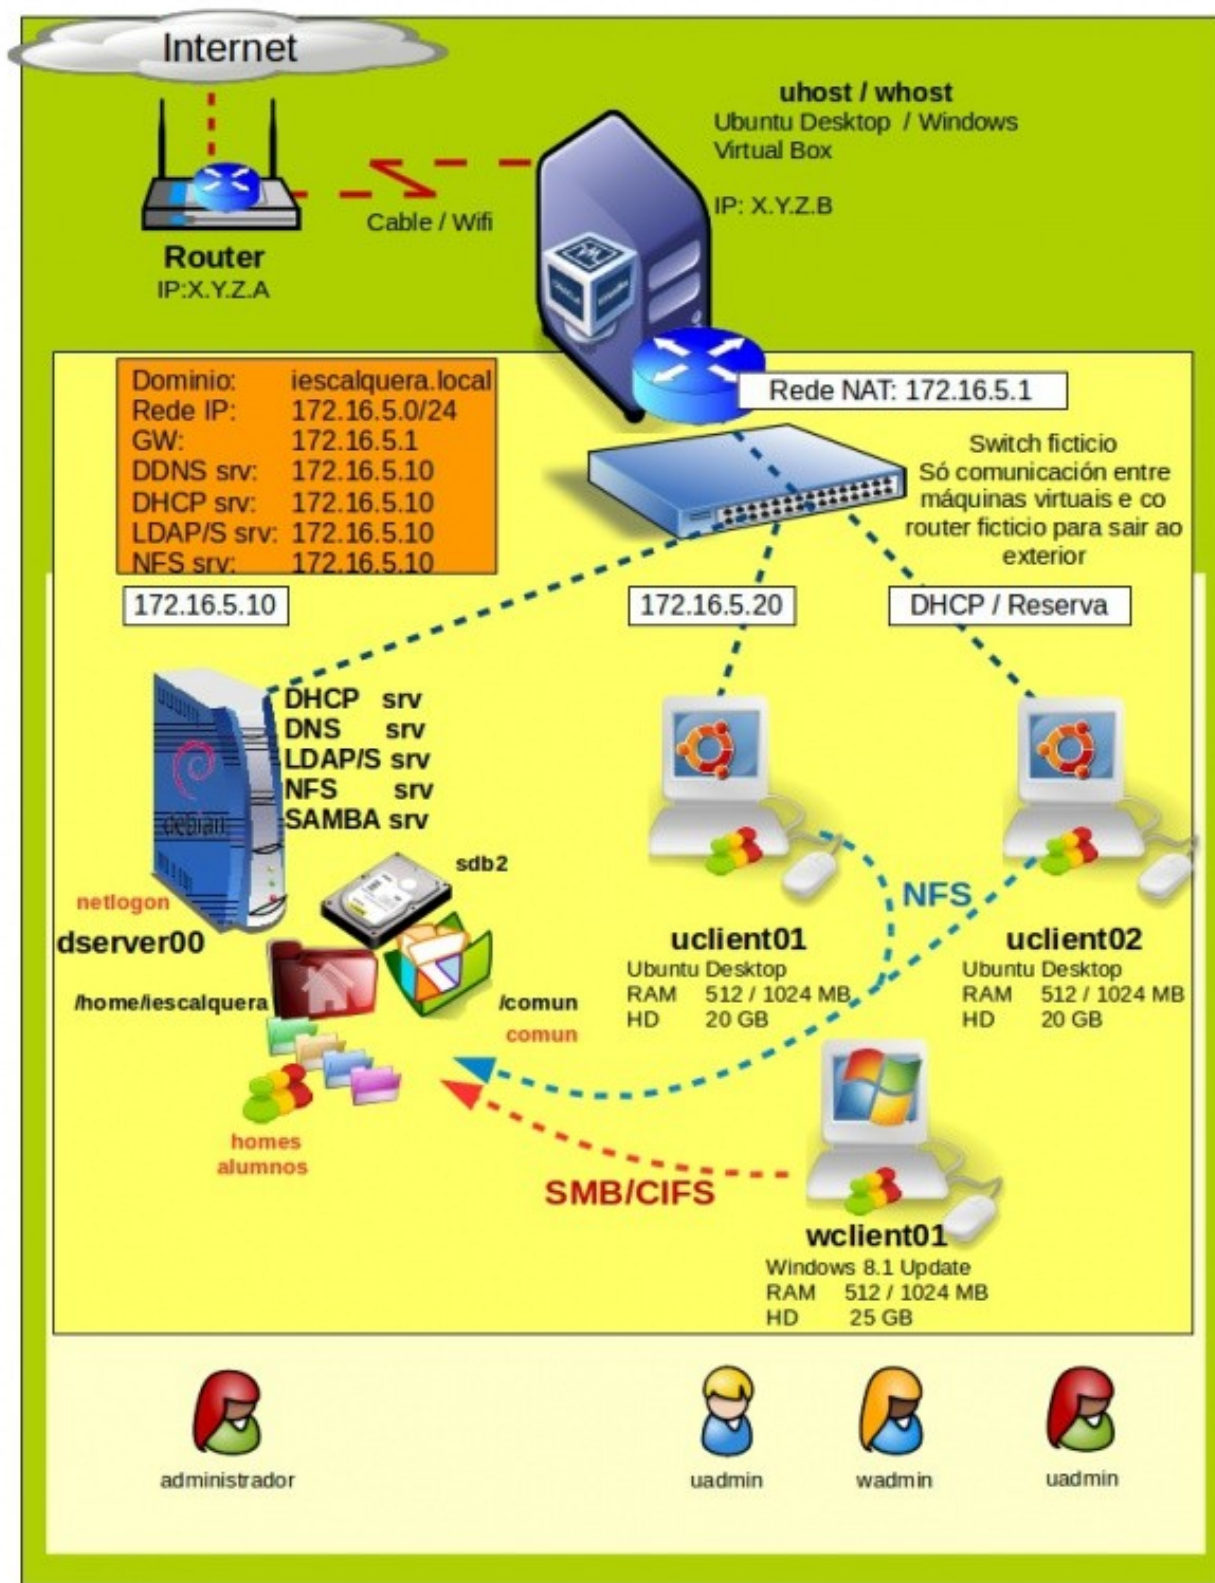 Internet
uhost / whost
Ubuntu Desktop / Windows
Virtual Box
IP: X.Y.Z.B
Cable / Wifi
Router
IP:X.Y.Z.A
Dominio: iescalquera.local
Rede IP: 172.16.5.0/24
GW: 172.16.5.1
DDNS srv: 172.16.5.10
DHCP srv: 172.16.5.10
LDAP/S srv: 172.16.5.10
NFS srv: 172.16.5.10
Rede NAT: 172.16.5.1
Switch ficticio
Só comunicación entre
máquinas virtuais e co
router ficticio para sair ao
exterior
172.16.5.10
172.16.5.20
DHCP / Reserva
DHCP srv
DNS srv
LDAP/S srv
NFS srv
SAMBA srv
debian
sdb2
netlogon
dserver00
/home/iescalquera
/comun
comun
homes
alumnos
NFS
uclient01
Ubuntu Desktop
RAM 512 / 1024 MB
HD 20 GB
uclient02
Ubuntu Desktop
RAM 512 / 1024 MB
HD 20 GB
SMB/CIFS
wclient01
Windows 8.1 Update
RAM 512 / 1024 MB
HD 25 GB
administrador
uadmin
wadmin
uadmin